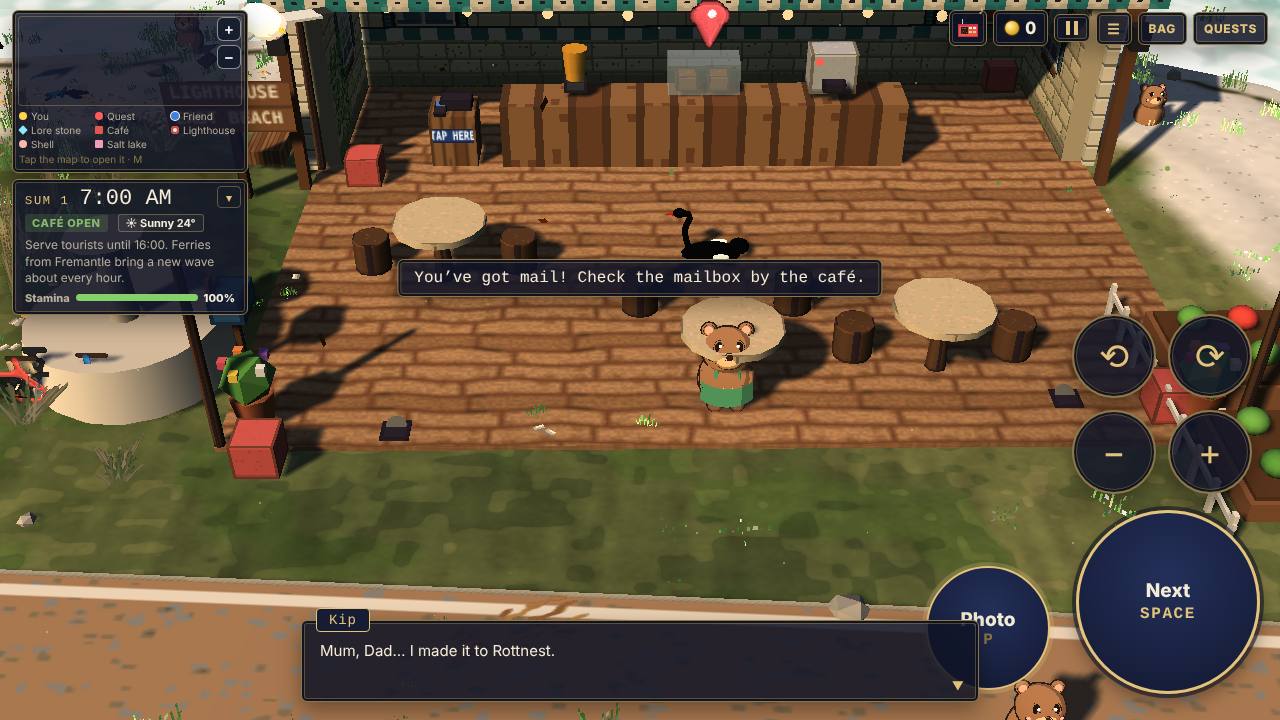 LIGHTHOUSE
BEACH
+
−
You
Quest
Friend
Lore stone
Café
Lighthouse
Shell
Salt lake
Tap the map to open it · M
SUM 1 7:00 AM ▼
CAFÉ OPEN
☀ Sunny 24°
Serve tourists until 16:00. Ferries
from Fremantle bring a new wave
about every hour.
Stamina 100%
0
☰
BAG
QUESTS
TAP HERE
You’ve got mail! Check the mailbox by the café.
⟲
⟳
−
+
Next
SPACE
Photo
P
Kip
Mum, Dad… I made it to Rottnest.
▼